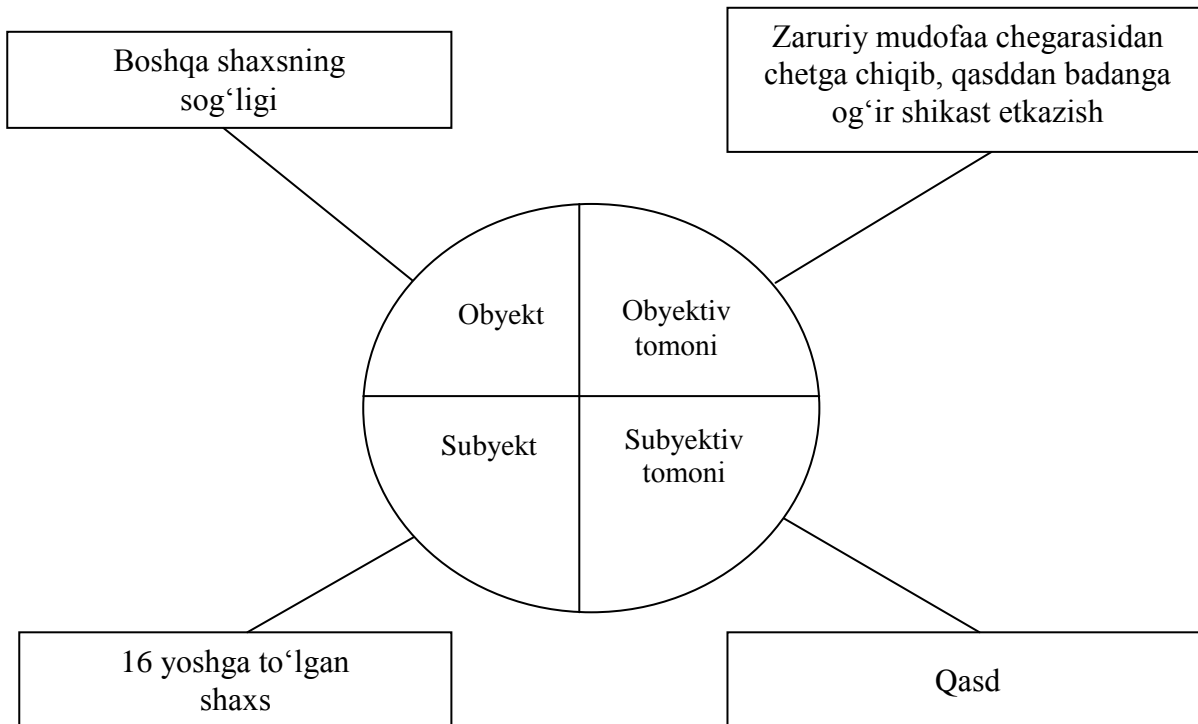 Boshqa shaxsning
sog‘ligi
Zaruriy mudofaa chegarasidan
chetga chiqib, qasddan badanga
og‘ir shikast etkazish
Obyekt
Obyektiv
tomoni
Subyekt
Subyektiv
tomoni
16 yoshga to‘lgan
shaxs
Qasd